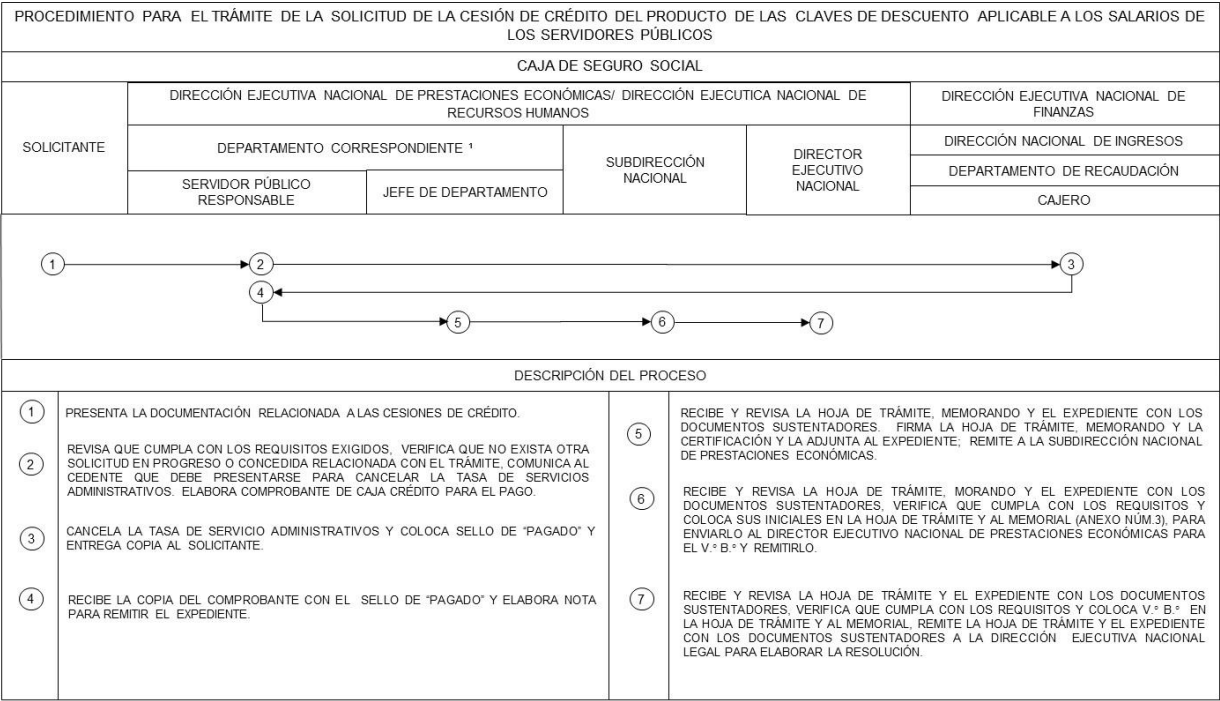 PROCEDIMIENTO PARA EL TRÁMITE DE LA SOLICITUD DE LA CESIÓN DE CRÉDITO DEL PRODUCTO DE LAS CLAVES DE DESCUENTO APLICABLE A LOS SALARIOS DE
LOS SERVIDORES PÚBLICOS
CAJA DE SEGURO SOCIAL
SOLICITANTE
DIRECCIÓN EJECUTIVA NACIONAL DE PRESTACIONES ECONÓMICAS/ DIRECCIÓN EJECUTICA NACIONAL DE
RECURSOS HUMANOS
DEPARTAMENTO CORRESPONDIENTE ¹
SERVIDOR PÚBLICO
RESPONSABLE
JEFE DE DEPARTAMENTO
SUBDIRECCIÓN
NACIONAL
DIRECTOR
EJECUTIVO
NACIONAL
DIRECCIÓN EJECUTIVA NACIONAL DE
FINANZAS
DIRECCIÓN NACIONAL DE INGRESOS
DEPARTAMENTO DE RECAUDACIÓN
CAJERO
1
2
3
4
5
6
7
DESCRIPCIÓN DEL PROCESO
1
PRESENTA LA DOCUMENTACIÓN RELACIONADA A LAS CESIONES DE CRÉDITO.
2
REVISA QUE CUMPLA CON LOS REQUISITOS EXIGIDOS, VERIFICA QUE NO EXISTA OTRA
SOLICITUD EN PROGRESO O CONCEDIDA RELACIONADA CON EL TRÁMITE, COMUNICA AL
CEDENTE QUE DEBE PRESENTARSE PARA CANCELAR LA TASA DE SERVICIOS
ADMINISTRATIVOS. ELABORA COMPROBANTE DE CAJA CRÉDITO PARA EL PAGO.
3
CANCELA LA TASA DE SERVICIO ADMINISTRATIVOS Y COLOCA SELLO DE “PAGADO” Y
ENTREGA COPIA AL SOLICITANTE.
4
RECIBE LA COPIA DEL COMPROBANTE CON EL SELLO DE “PAGADO” Y ELABORA NOTA
PARA REMITIR EL EXPEDIENTE.
5
RECIBE Y REVISA LA HOJA DE TRÁMITE, MEMORANDO Y EL EXPEDIENTE CON LOS
DOCUMENTOS SUSTENTADORES. FIRMA LA HOJA DE TRÁMITE, MEMORANDO Y LA
CERTIFICACIÓN Y LA ADJUNTA AL EXPEDIENTE; REMITE A LA SUBDIRECCIÓN NACIONAL
DE PRESTACIONES ECONÓMICAS.
6
RECIBE Y REVISA LA HOJA DE TRÁMITE, MORANDO Y EL EXPEDIENTE CON LOS
DOCUMENTOS SUSTENTADORES, VERIFICA QUE CUMPLA CON LOS REQUISITOS Y
COLOCA SUS INICIALES EN LA HOJA DE TRÁMITE Y AL MEMORIAL (ANEXO NÚM.3), PARA
ENVIARLO AL DIRECTOR EJECUTIVO NACIONAL DE PRESTACIONES ECONÓMICAS PARA
EL V.° B.° Y REMITIRLO.
7
RECIBE Y REVISA LA HOJA DE TRÁMITE Y EL EXPEDIENTE CON LOS DOCUMENTOS
SUSTENTADORES, VERIFICA QUE CUMPLA CON LOS REQUISITOS Y COLOCA V.° B.° EN
LA HOJA DE TRÁMITE Y AL MEMORIAL, REMITE LA HOJA DE TRÁMITE Y EL EXPEDIENTE
CON LOS DOCUMENTOS SUSTENTADORES A LA DIRECCIÓN EJECUTIVA NACIONAL
LEGAL PARA ELABORAR LA RESOLUCIÓN.